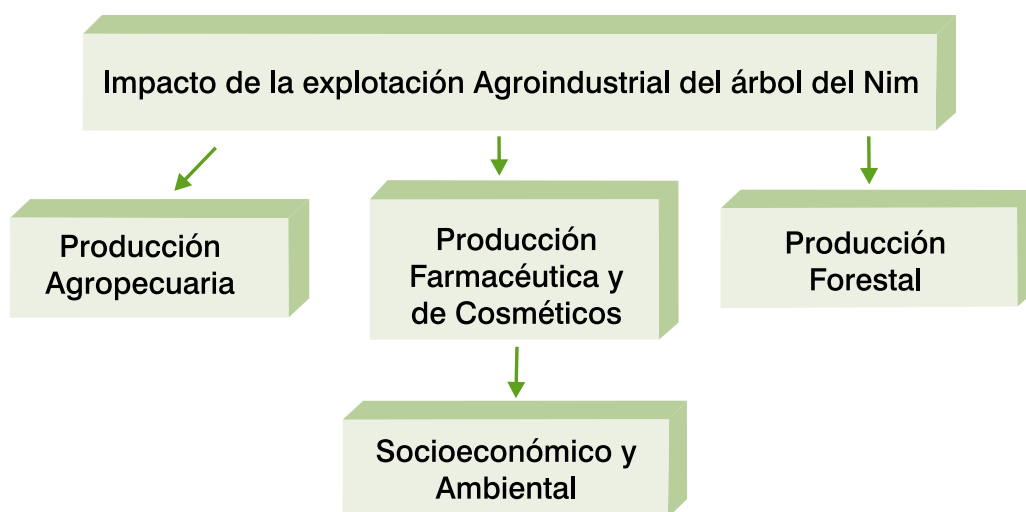 Impacto de la explotación Agroindustrial del árbol del Nim
Producción
Agropecuaria
Producción
Farmacéutica y
de Cosméticos
Producción
Forestal
Socioeconómico y
Ambiental